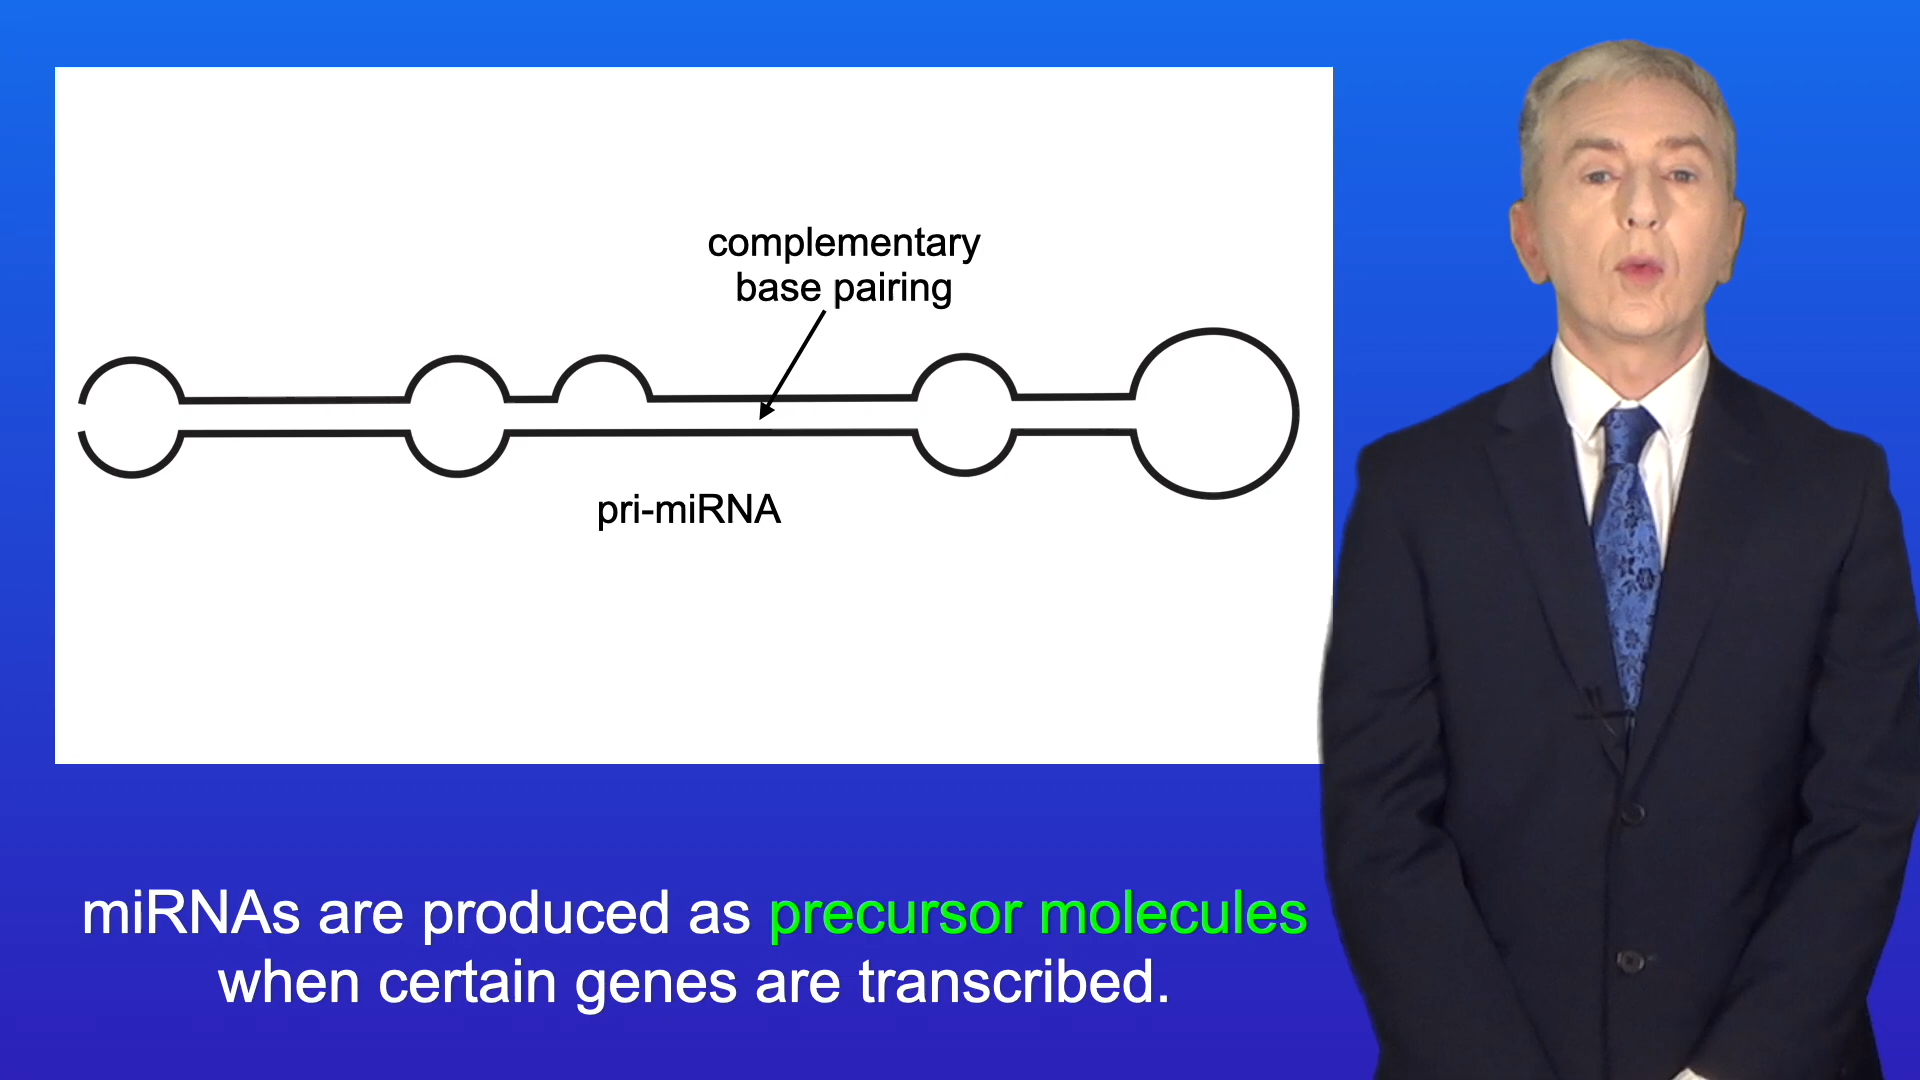 complementary
base pairing
pri-miRNA
miRNAs are produced as precursor molecules
when certain genes are transcribed.